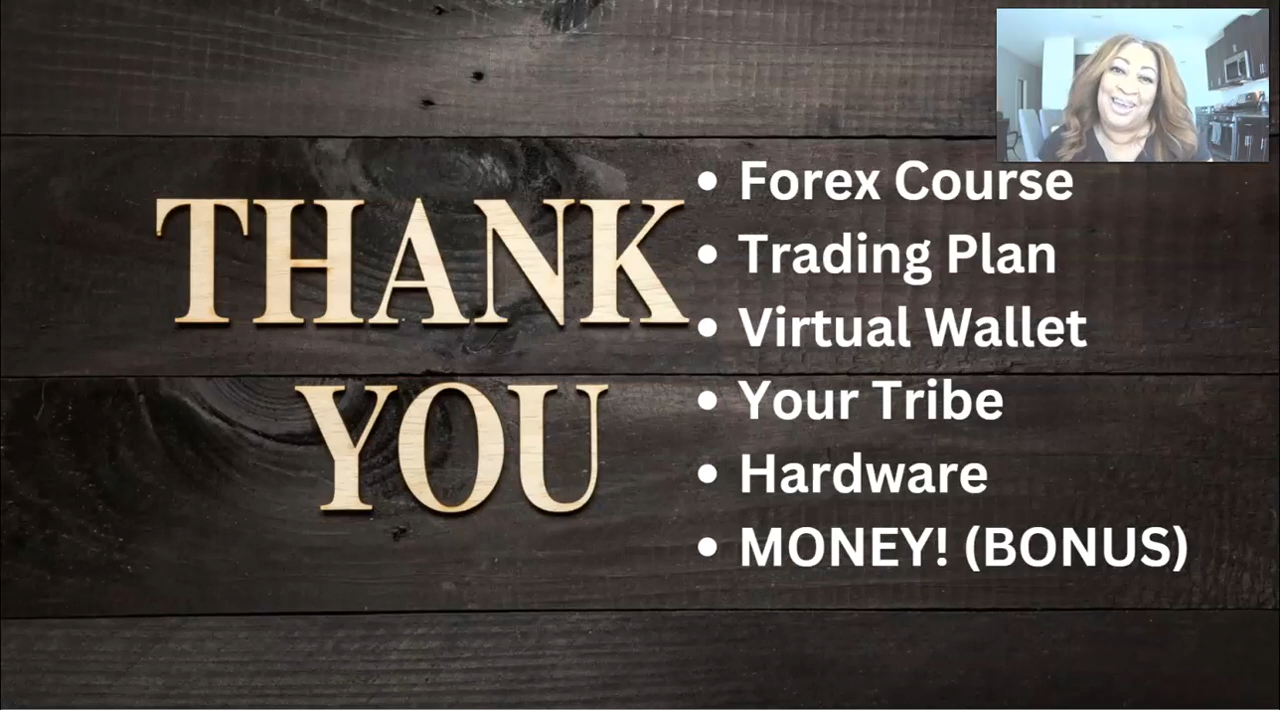 THANK
YOU
• Forex Course
• Trading Plan
• Virtual Wallet
• Your Tribe
• Hardware
• MONEY! (BONUS)